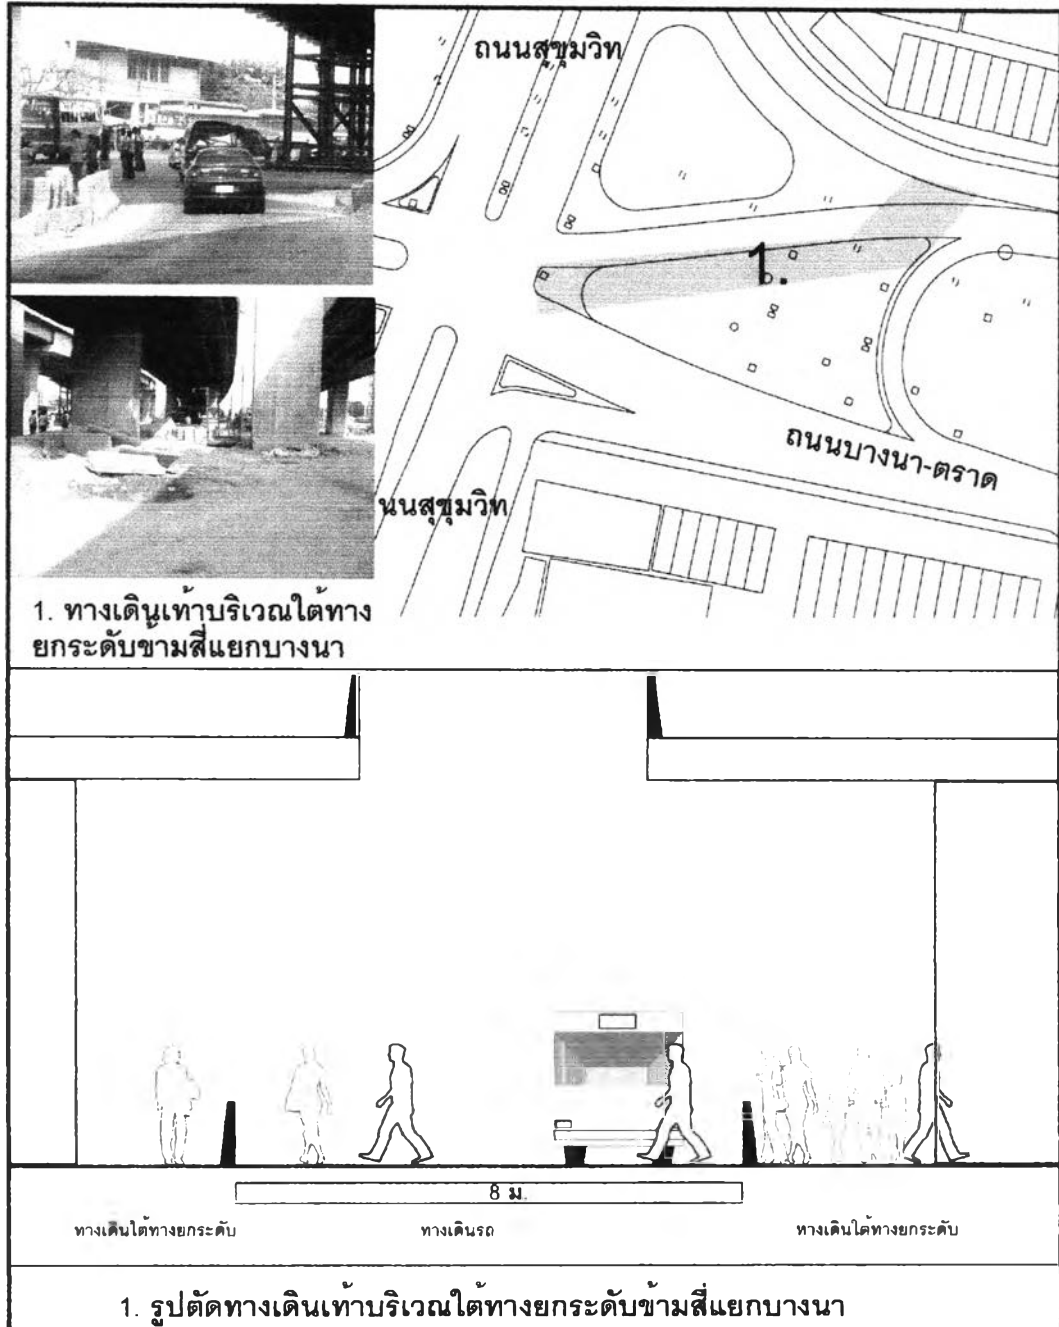 ถนนสุขุมวิท
1.
ถนนบางนา-ตราด
นนสุขุมวิท
1. ทางเดินเท้าบริเวณใต้ทาง
ยกระดับข้ามสี่แยกบางนา
8 ม.
ทางเดินใต้ทางยกระดับ
ทางเดินรถ
หางเดินใต้ทางยกระดับ
1. รูปตัดทางเดินเท้าบริเวณใต้ทางยกระดับข้ามสี่แยกบางนา